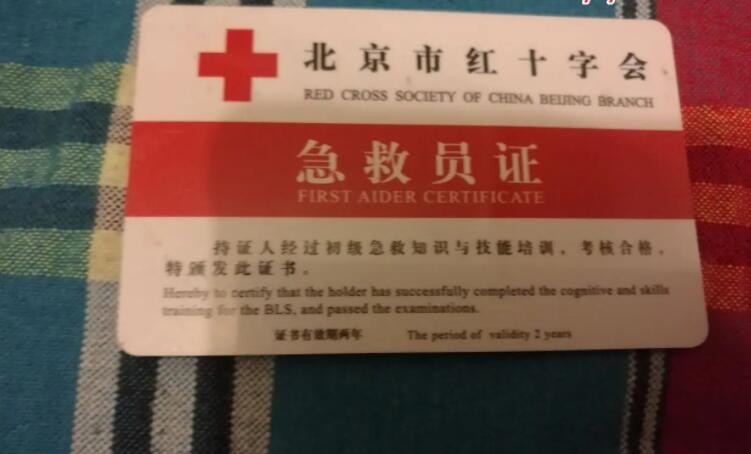 北京市红十字会
RED CROSS SOCIETY OF CHINA BEIJING BRANCH
急救员证
FIRST AIDER CERTIFICATE
持证人经过初级急救知识与技能培训，考核合格，
特颁发此证书。
Hereby to certify that the holder has successfully completed the cognitive and skills
training for the BLS, and passed the examinations.
证书有效期两年 The period of validity 2 years